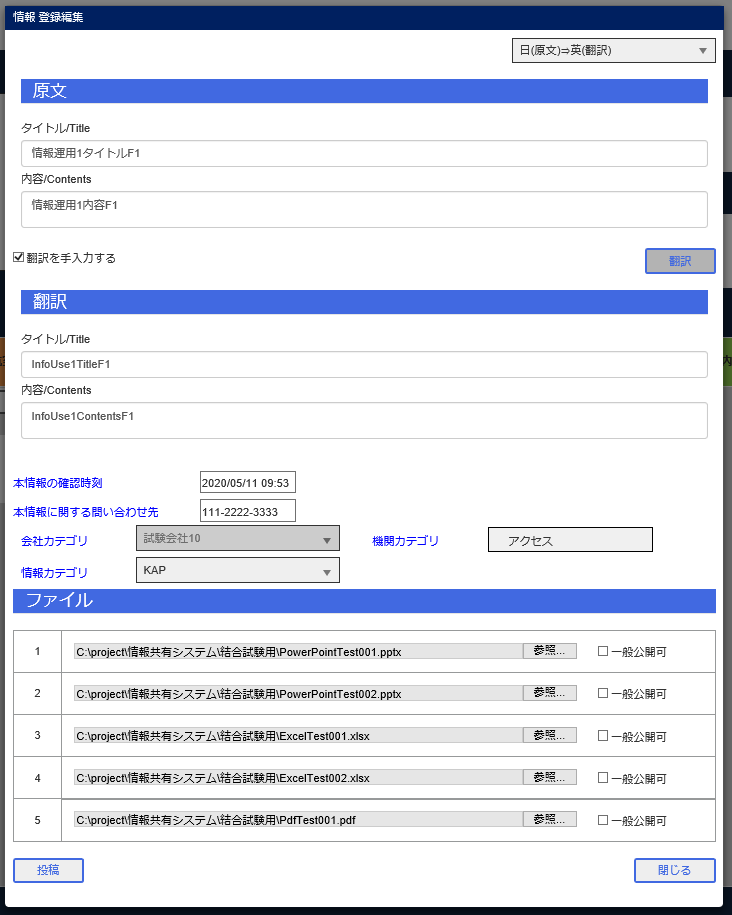 情報 登録編集
日(原文)⇒英(翻訳)
原文
タイトル/Title
情報運用1タイトルF1
内容/Contents
情報運用1内容F1
翻訳を手入力する
翻訳
翻訳
タイトル/Title
InfoUse1TitleF1
内容/Contents
InfoUse1ContentsF1
本情報の確認時刻 2020/05/11 09:53
本情報に関する問い合わせ先 111-2222-3333
会社カテゴリ 試験会社10 機関カテゴリ アクセス
情報カテゴリ KAP
ファイル
1 C:\project\情報共有システム\結合試験用\PowerPointTest001.pptx 参照... 一般公開可
2 C:\project\情報共有システム\結合試験用\PowerPointTest002.pptx 参照... 一般公開可
3 C:\project\情報共有システム\結合試験用\ExcelTest001.xlsx 参照... 一般公開可
4 C:\project\情報共有システム\結合試験用\ExcelTest002.xlsx 参照... 一般公開可
5 C:\project\情報共有システム\結合試験用\PdfTest001.pdf 参照... 一般公開可
投稿 閉じる